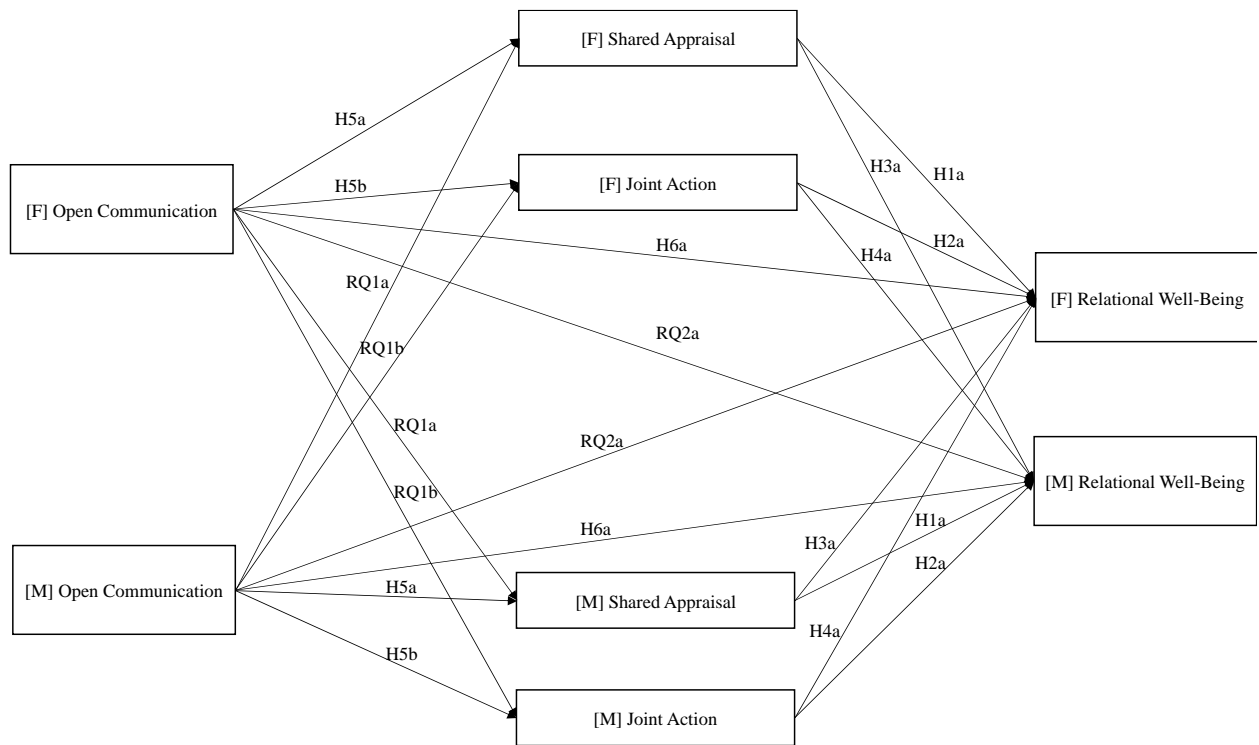 [F] Shared Appraisal
H5a
H3a
H1a
[F] Joint Action
H5b
[F] Open Communication
H2a
H6a
H4a
RQ1a
[F] Relational Well-Being
RQ2a
RQ1b
RQ1a
RQ2a
[M] Relational Well-Being
RQ1b
H6a
H1a
H3a
H2a
[M] Open Communication
H5a
[M] Shared Appraisal
H4a
H5b
[M] Joint Action